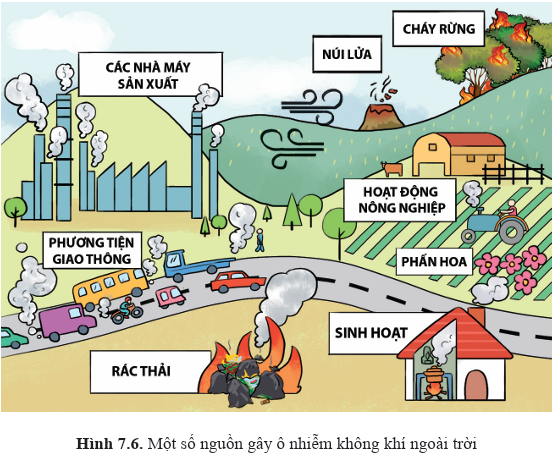 CHÁY RỪNG
NÚI LỬA
CÁC NHÀ MÁY
SẢN XUẤT
HOẠT ĐỘNG
NÔNG NGHIỆP
PHƯƠNG TIỆN
GIAO THÔNG
PHẤN HOA
SINH HOẠT
RÁC THẢI
Hình 7.6. Một số nguồn gây ô nhiễm không khí ngoài trời